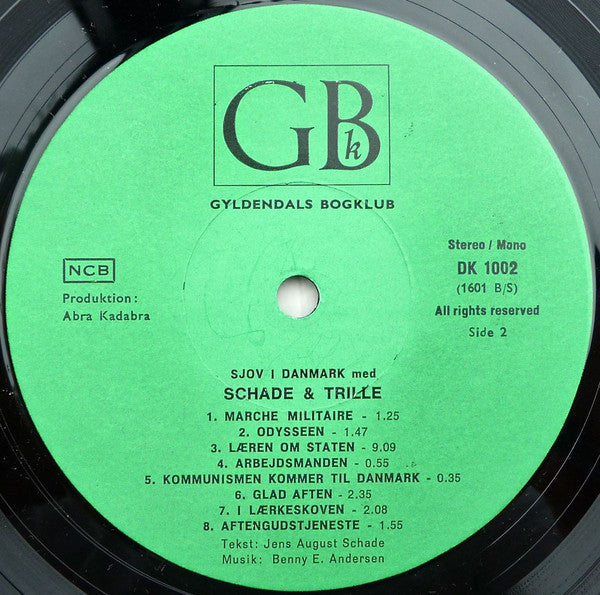 GBk
GYLDENDALS BOGKLUB
NCB
Produktion:
Abra Kadabra
Stereo / Mono
DK 1002
(1601 B/S)
All rights reserved
Side 2
SJOV I DANMARK med
SCHADE & TRILLE
1. MARCHE MILITAIRE - 1.25
2. ODYSSEEN - 1.47
3. LÆREN OM STATEN - 9.09
4. ARBEJDSMANDEN - 0.55
5. KOMMUNISMEN KOMMER TIL DANMARK - 0.35
6. GLAD AFTEN - 2.35
7. I LÆRKESKOVEN - 2.08
8. AFTENGUDSTJENESTE - 1.55
Tekst: Jens August Schade
Musik: Benny E. Andersen